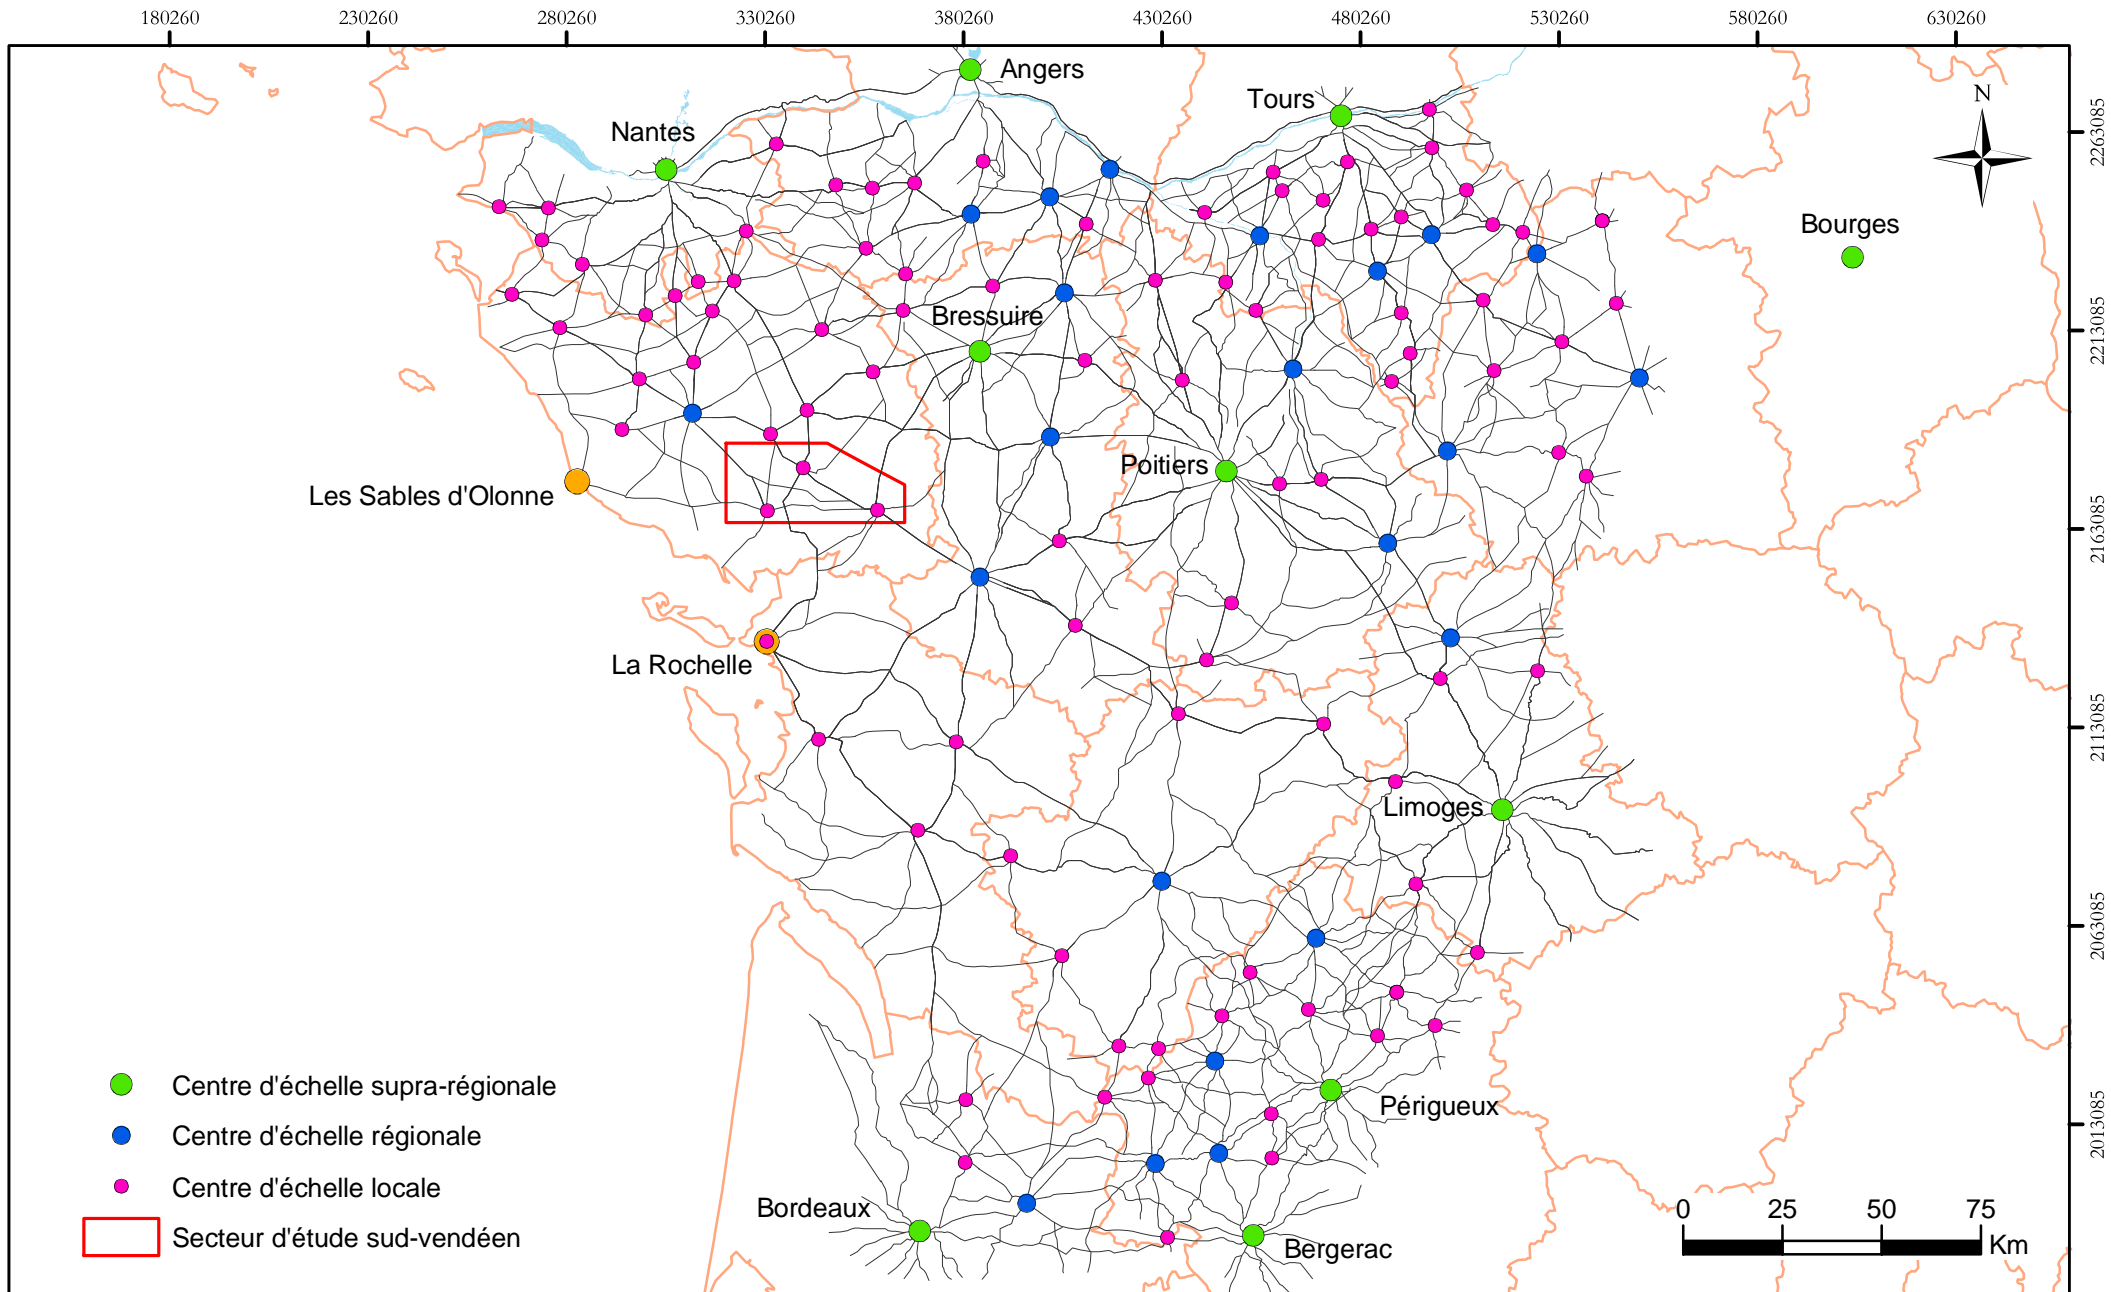 180260 230260 280260 330260 380260 430260 480260 530260 580260 630260
Angers
Tours
N
Nantes
2263085
Bourges
Bressuire
2213085
Poitiers
Les Sables d'Olonne
2163085
La Rochelle
2113085
Limoges
2063085
Centre d'échelle supra-régionale
Périgueux
2013085
Centre d'échelle régionale
Centre d'échelle locale
Bordeaux
0 25 50 75
Secteur d'étude sud-vendéen
Bergerac
Km